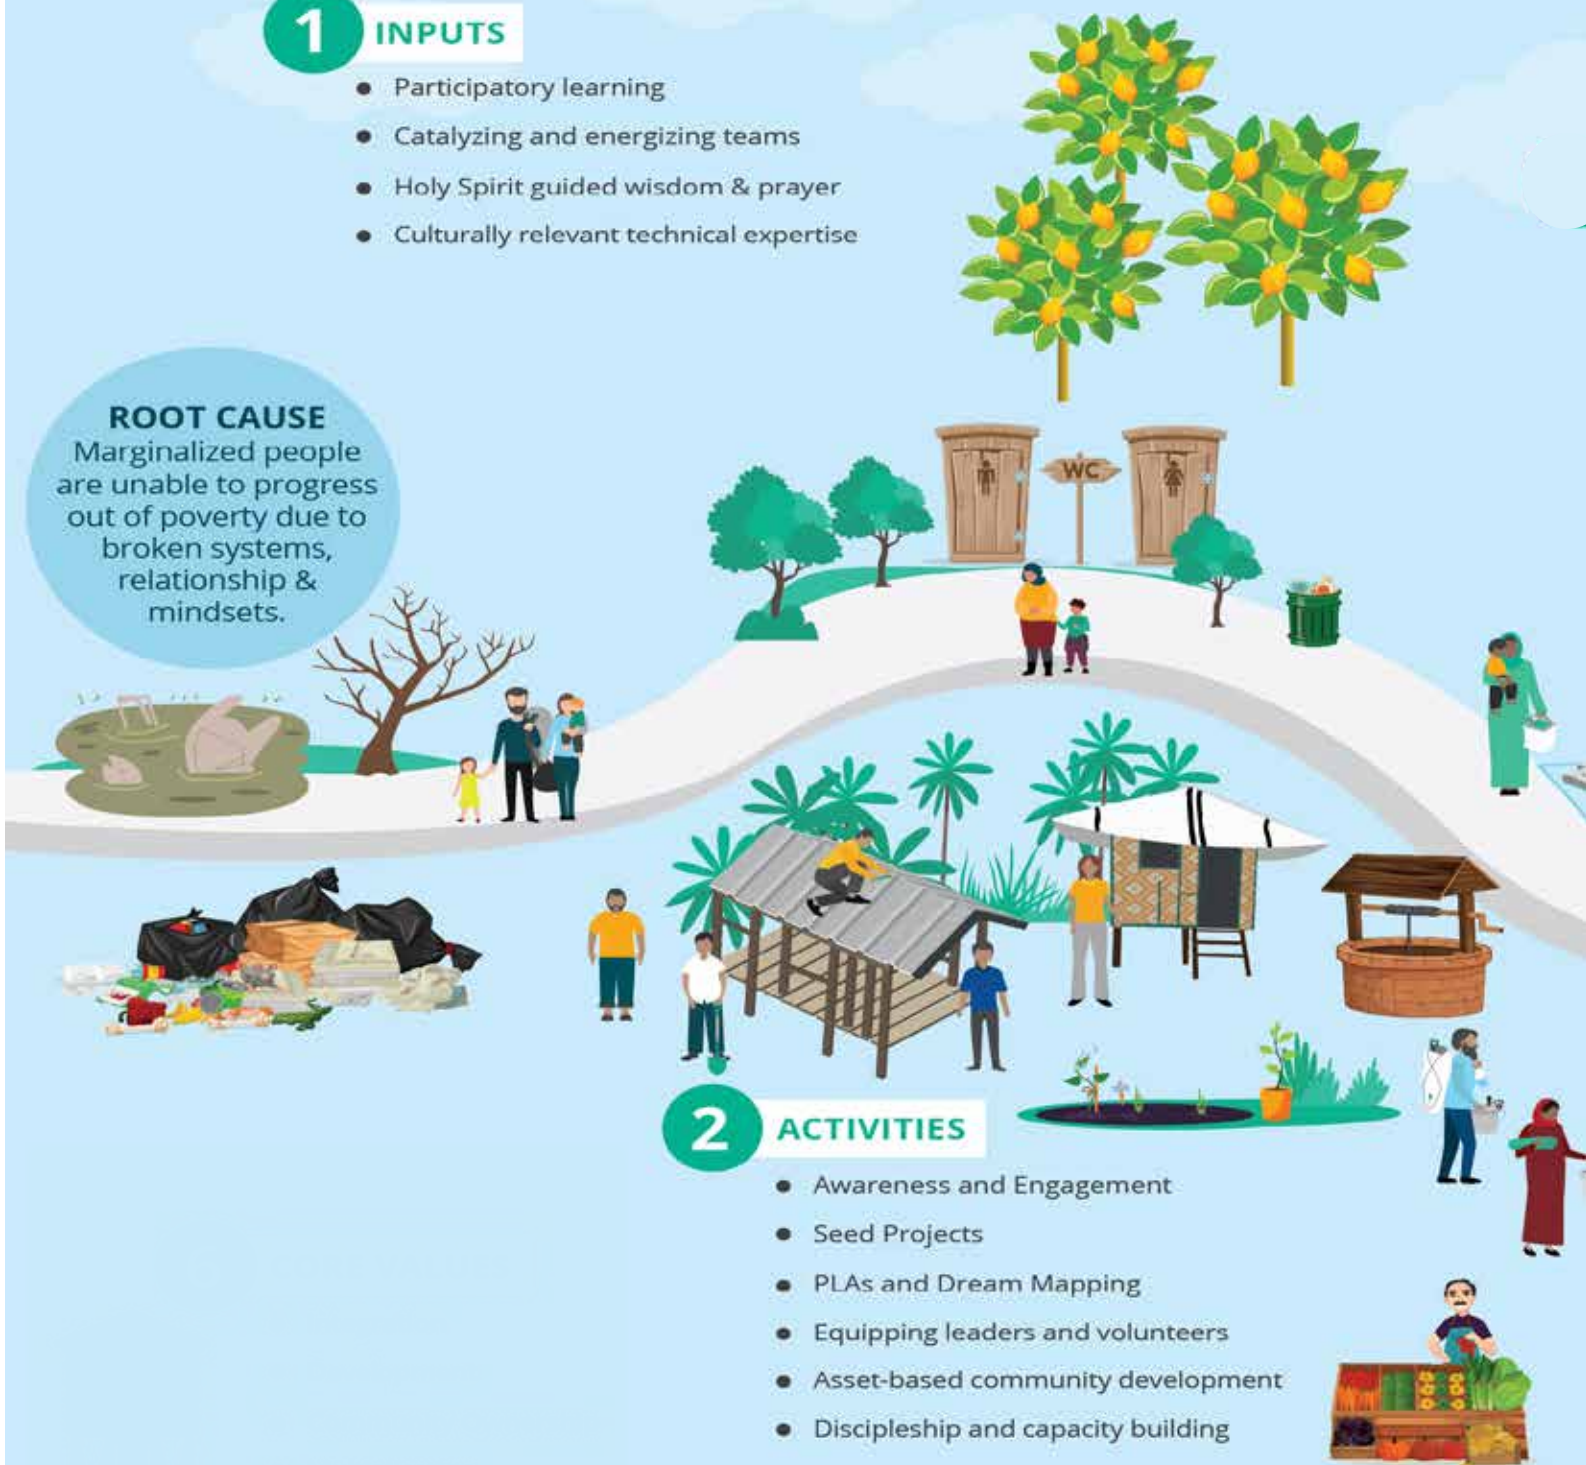 1 INPUTS
• Participatory learning
• Catalyzing and energizing teams
• Holy Spirit guided wisdom & prayer
• Culturally relevant technical expertise
ROOT CAUSE
Marginalized people
are unable to progress
out of poverty due to
broken systems,
relationship &
mindsets.
WC
2 ACTIVITIES
• Awareness and Engagement
• Seed Projects
• PLAs and Dream Mapping
• Equipping leaders and volunteers
• Asset-based community development
• Discipleship and capacity building